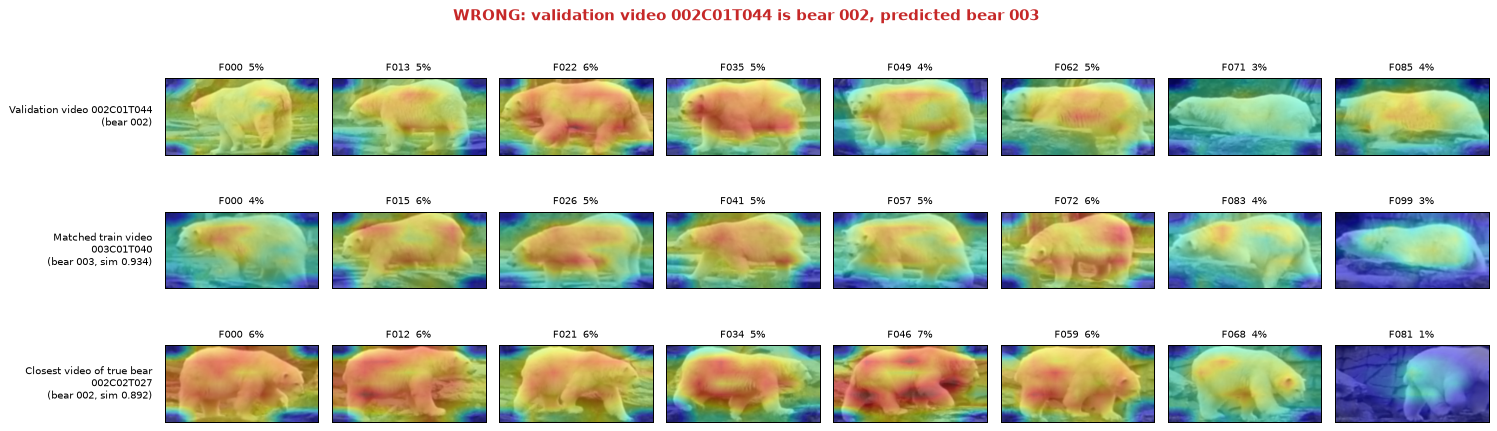 WRONG: validation video 002C01T044 is bear 002, predicted bear 003
F000 5% F013 5% F022 6% F035 5% F049 4% F062 5% F071 3% F085 4%
Validation video 002C01T044
(bear 002)
F000 4% F015 6% F026 5% F041 5% F057 5% F072 6% F083 4% F099 3%
Matched train video
003C01T040
(bear 003, sim 0.934)
F000 6% F012 6% F021 6% F034 5% F046 7% F059 6% F068 4% F081 1%
Closest video of true bear
002C02T027
(bear 002, sim 0.892)